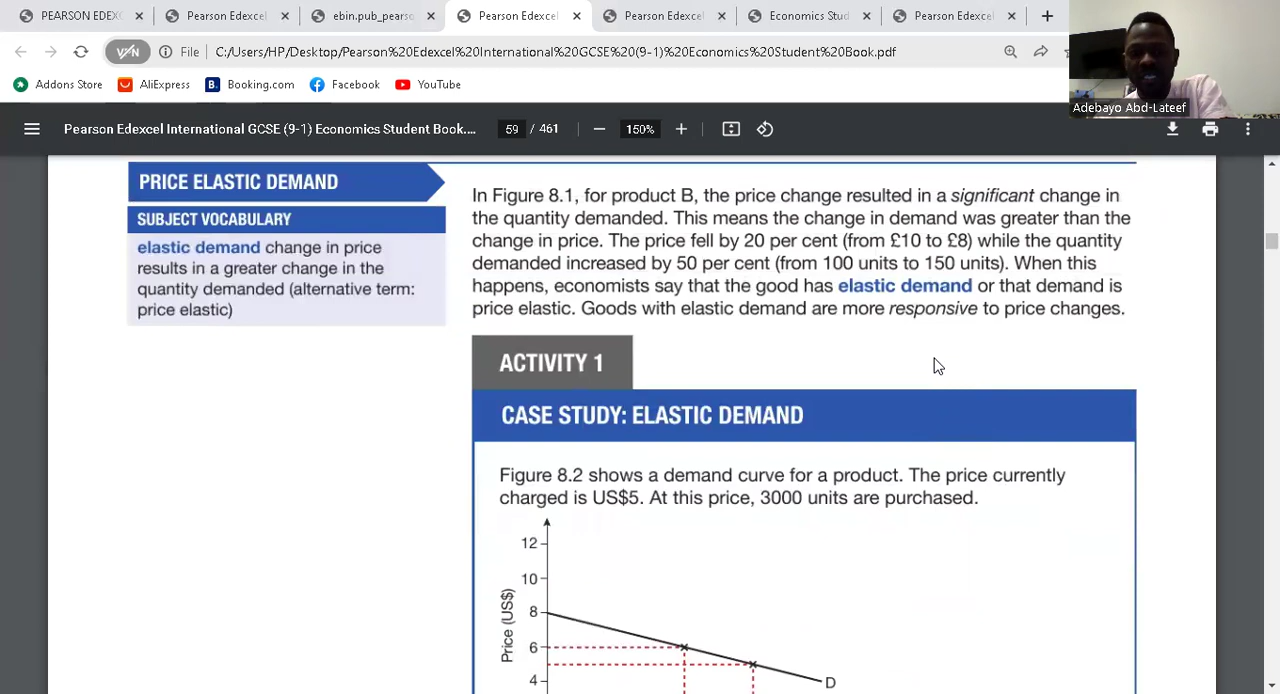 PEARSON EDEXC
Pearson Edexcel
ebin.pub_pearso
Pearson Edexcel
Pearson Edexcel
Economics Stud
Pearson Edexcel
File
C:/Users/HP/Desktop/Pearson%20Edexcel%20International%20GCSE%20(9-1)%20Economics%20Student%20Book.pdf
Addons Store
AliExpress
Booking.com
Facebook
YouTube
Adebayo Abd-Lateef
Pearson Edexcel International GCSE (9-1) Economics Student Book....
59 / 461
150%
PRICE ELASTIC DEMAND
SUBJECT VOCABULARY
elastic demand change in price
results in a greater change in the
quantity demanded (alternative term:
price elastic)
In Figure 8.1, for product B, the price change resulted in a significant change in
the quantity demanded. This means the change in demand was greater than the
change in price. The price fell by 20 per cent (from £10 to £8) while the quantity
demanded increased by 50 per cent (from 100 units to 150 units). When this
happens, economists say that the good has elastic demand or that demand is
price elastic. Goods with elastic demand are more responsive to price changes.
ACTIVITY 1
CASE STUDY: ELASTIC DEMAND
Figure 8.2 shows a demand curve for a product. The price currently
charged is US$5. At this price, 3000 units are purchased.
Price (US$)
12
10
8
6
4
D